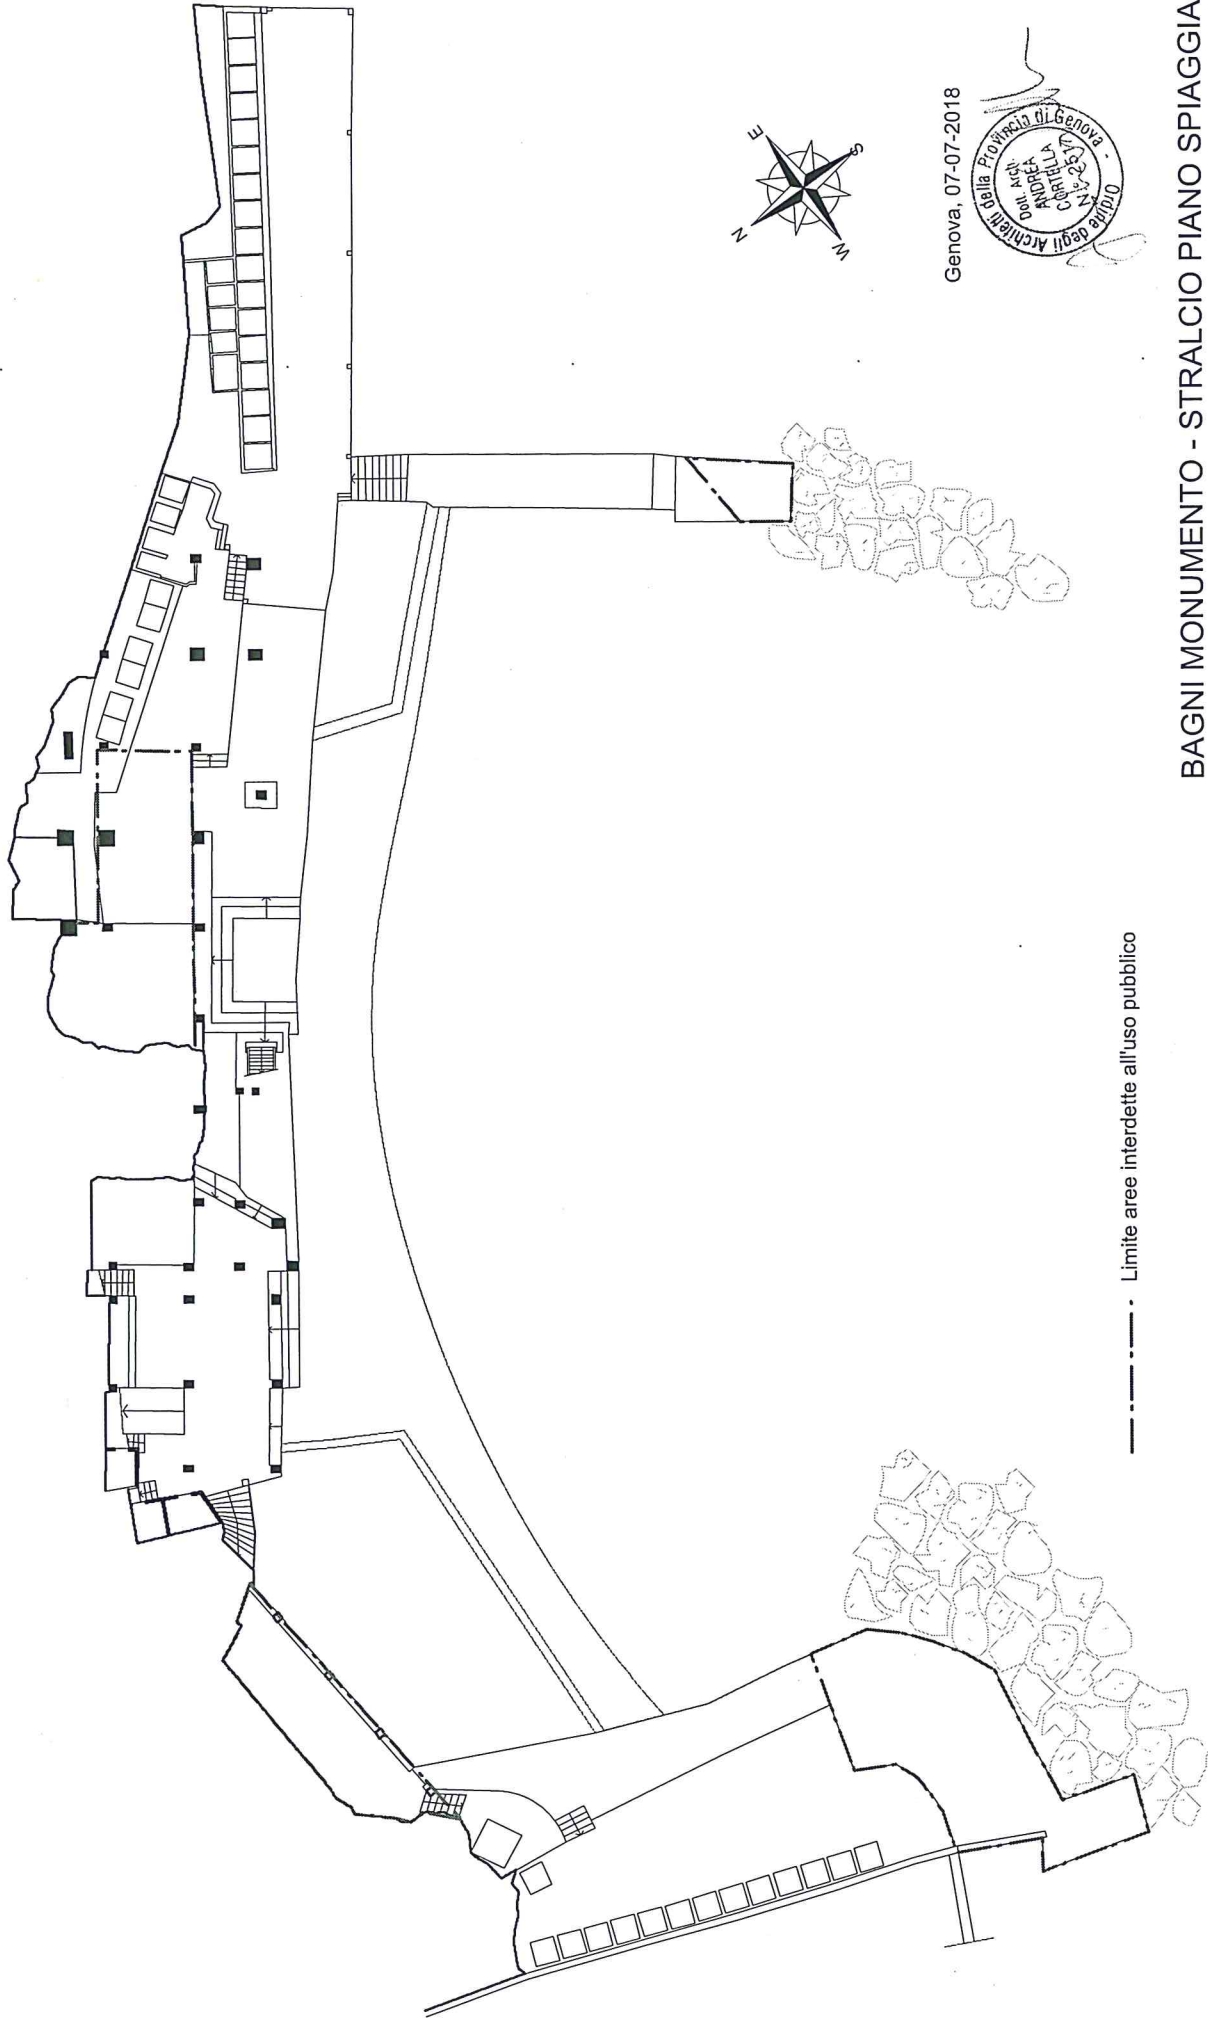 BAGNI MONUMENTO - STRALCIO PIANO SPIAGGIA
Genova, 07-07-2018
Ordine degli Architetti della Provincia di Genova -
Dott. Arch.
ANDREA
CORTELLA
N E S W
Limite aree interdette all'uso pubblico